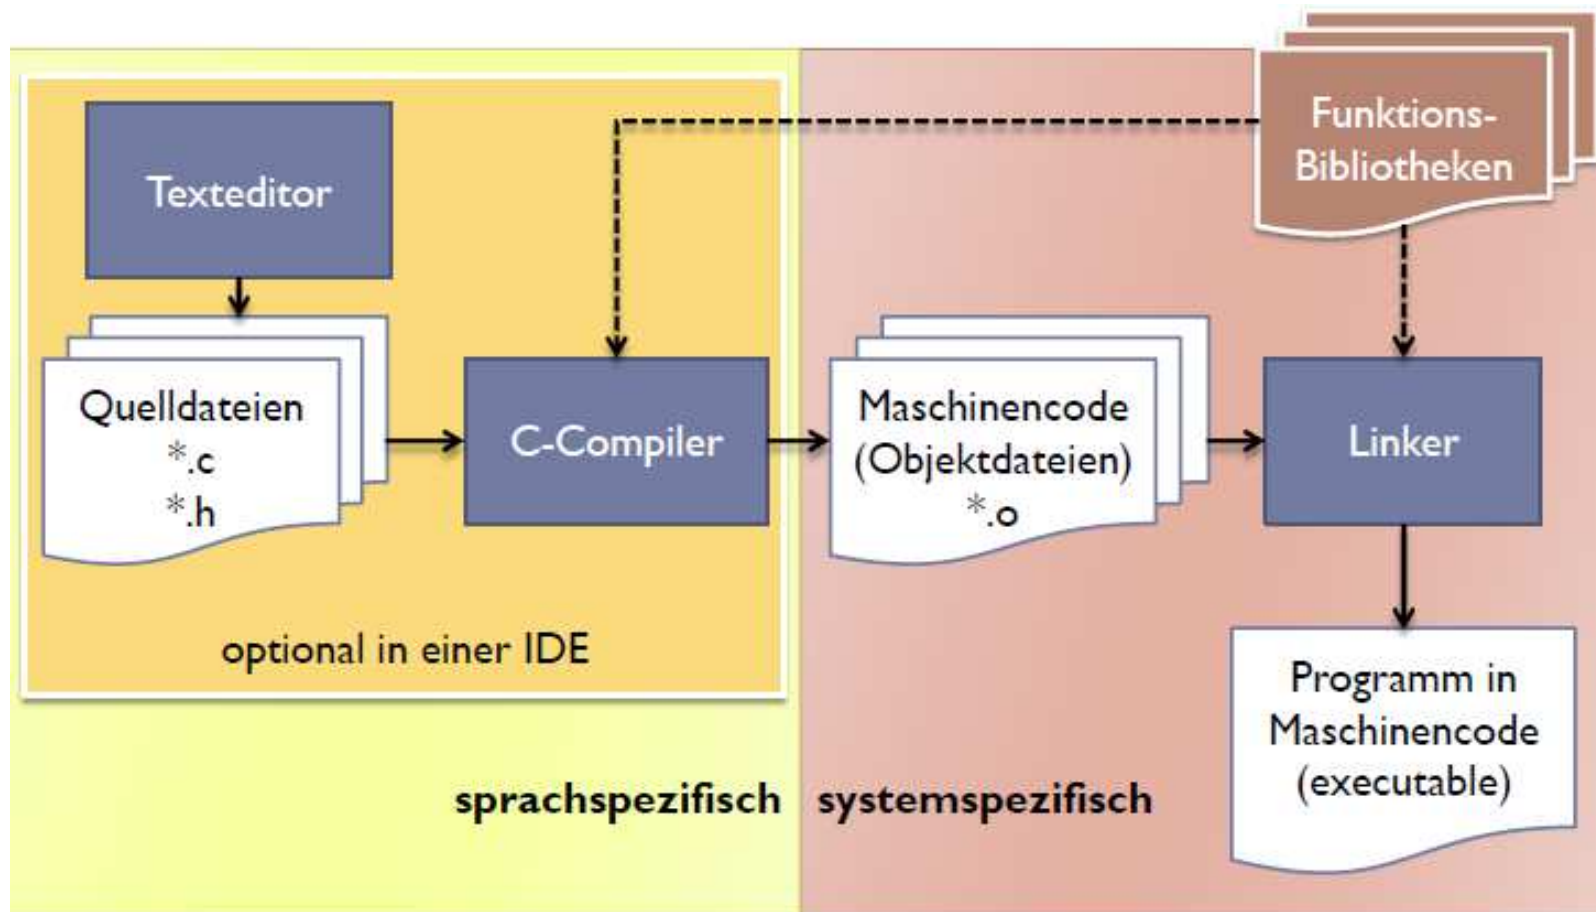 Funktions-
Bibliotheken
Texteditor
Quelldateien
*.c
*.h
C-Compiler
Maschinencode
(Objektdateien)
*.o
Linker
optional in einer IDE
Programm in
Maschinencode
(executable)
sprachspezifisch
systemspezifisch